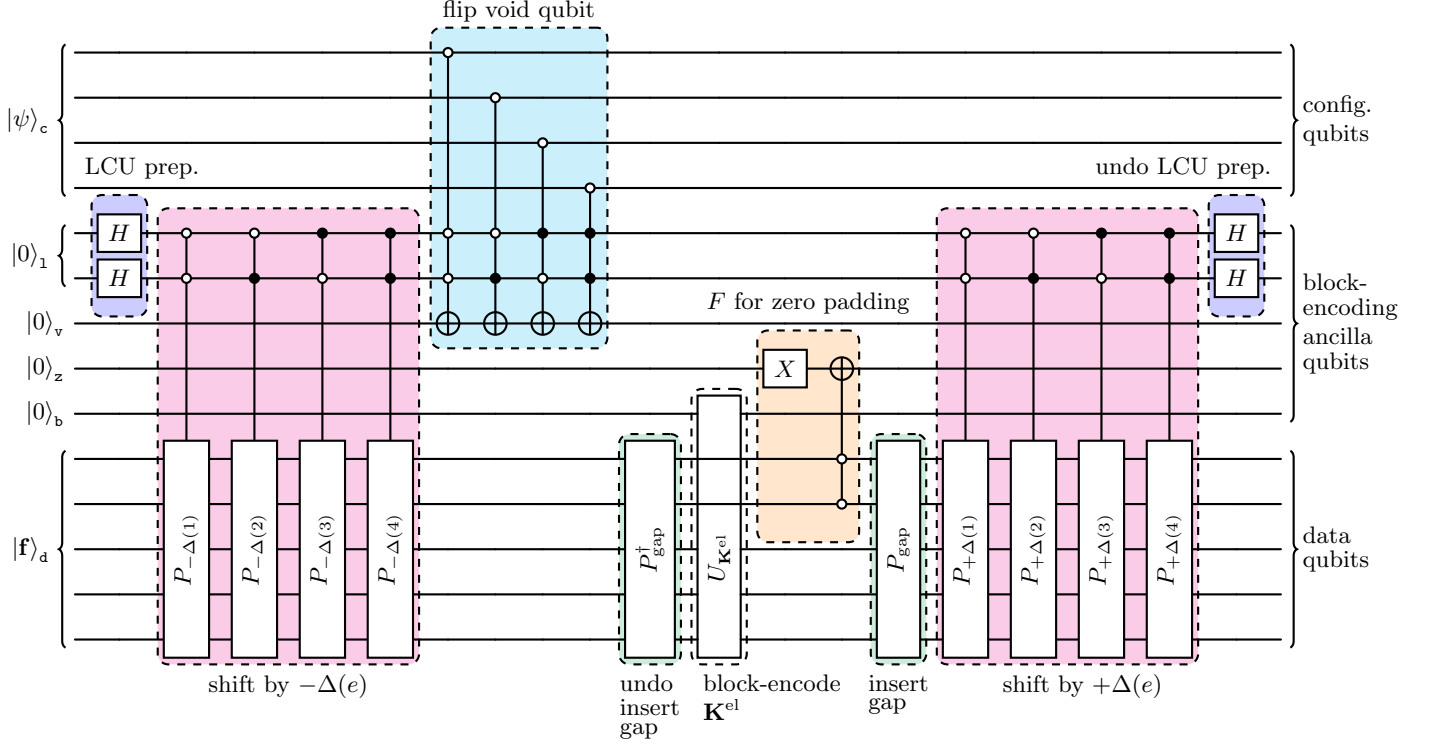 flip void qubit
|ψ⟩c
config.
qubits
LCU prep.
undo LCU prep.
|0⟩l
H
H
H
H
block-
encoding
ancilla
qubits
F for zero padding
|0⟩v
|0⟩z
X
|0⟩b
|f⟩d
P−Δ(1)
P−Δ(2)
P−Δ(3)
P−Δ(4)
P†gap
U𝐊el
Pgap
P+Δ(1)
P+Δ(2)
P+Δ(3)
P+Δ(4)
data
qubits
shift by −Δ(e)
undo
insert
gap
block-encode
𝐊el
insert
gap
shift by +Δ(e)